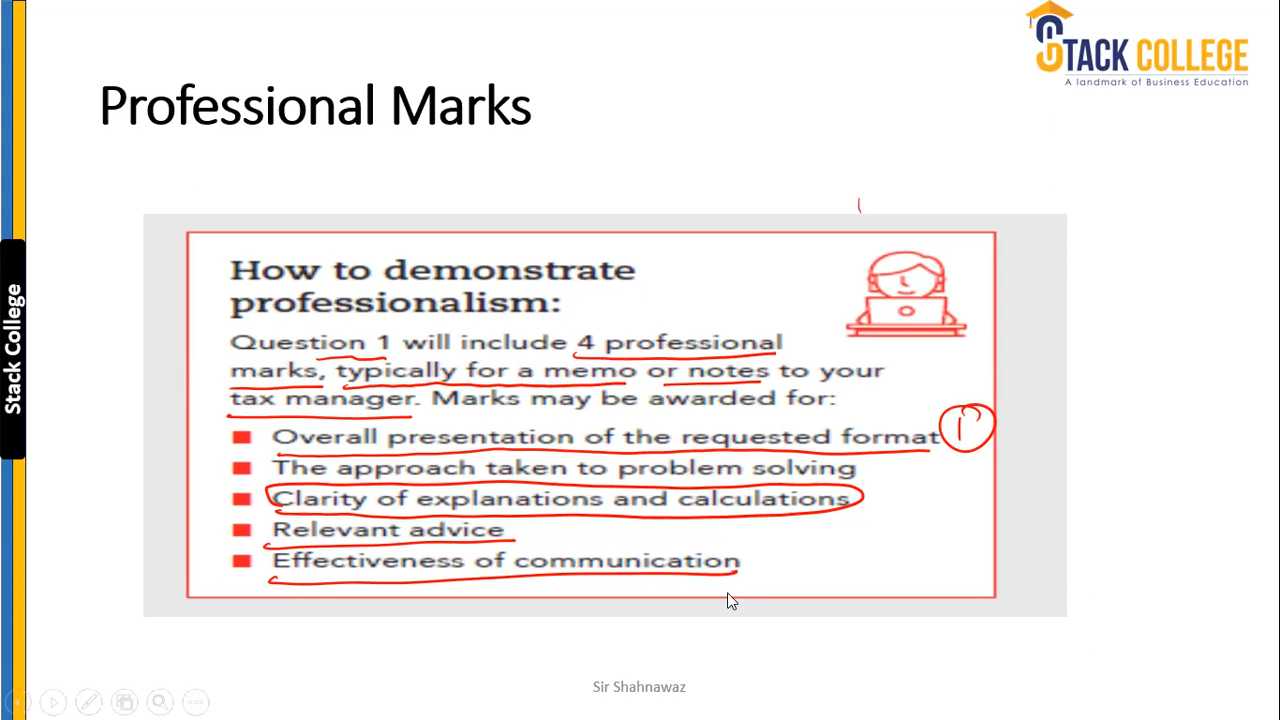 STACK COLLEGE
A landmark of Business Education
Professional Marks
Stack College
How to demonstrate
professionalism:
Question 1 will include 4 professional
marks, typically for a memo or notes to your
tax manager. Marks may be awarded for:
Overall presentation of the requested format
The approach taken to problem solving
Clarity of explanations and calculations
Relevant advice
Effectiveness of communication
Sir Shahnawaz